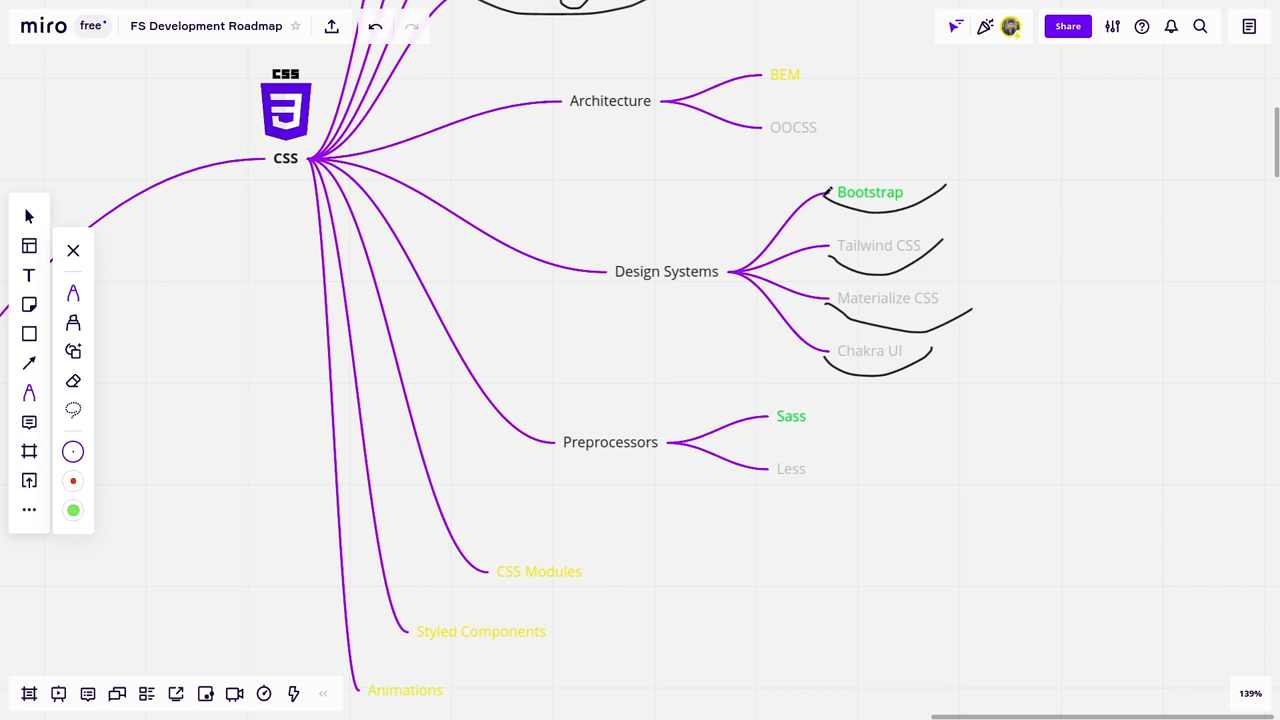 miro
free
FS Development Roadmap
Share
CSS
CSS
Architecture
BEM
OOCSS
Design Systems
Bootstrap
Tailwind CSS
Materialize CSS
Chakra UI
Preprocessors
Sass
Less
CSS Modules
Styled Components
Animations
139%